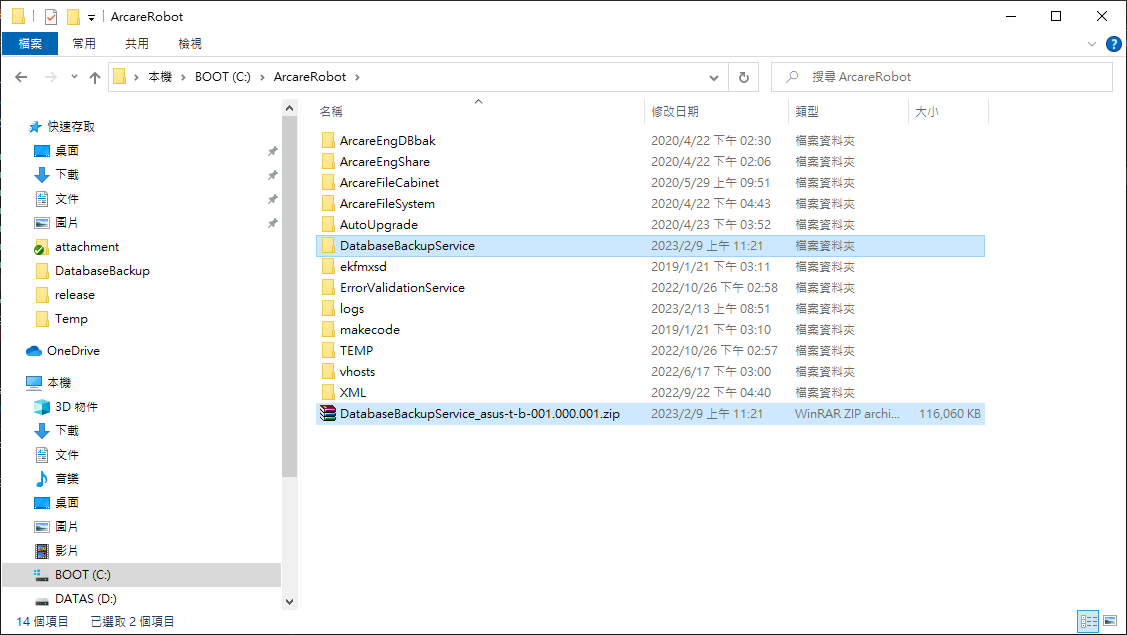 ArcareRobot
檔案 常用 共用 檢視
本機 BOOT (C:) ArcareRobot 搜尋 ArcareRobot
快速存取
桌面
下載
文件
圖片
attachment
DatabaseBackup
release
Temp
OneDrive
本機
3D 物件
下載
文件
音樂
桌面
圖片
影片
BOOT (C:)
DATAS (D:)
名稱 修改日期 類型 大小
ArcareEngDBbak 2020/4/22 下午 02:30 檔案資料夾
ArcareEngShare 2020/4/22 下午 02:06 檔案資料夾
ArcareFileCabinet 2020/5/29 上午 09:51 檔案資料夾
ArcareFileSystem 2020/4/22 下午 04:43 檔案資料夾
AutoUpgrade 2020/4/23 下午 03:52 檔案資料夾
DatabaseBackupService 2023/2/9 上午 11:21 檔案資料夾
ekfmxsd 2019/1/21 下午 03:11 檔案資料夾
ErrorValidationService 2022/10/26 下午 02:58 檔案資料夾
logs 2023/2/13 上午 08:51 檔案資料夾
makecode 2019/1/21 下午 03:10 檔案資料夾
TEMP 2022/10/26 下午 02:57 檔案資料夾
vhosts 2022/6/17 下午 03:00 檔案資料夾
XML 2022/9/22 下午 04:40 檔案資料夾
DatabaseBackupService_asus-t-b-001.000.001.zip 2023/2/9 上午 11:21 WinRAR ZIP archi... 116,060 KB
14 個項目 已選取 2 個項目